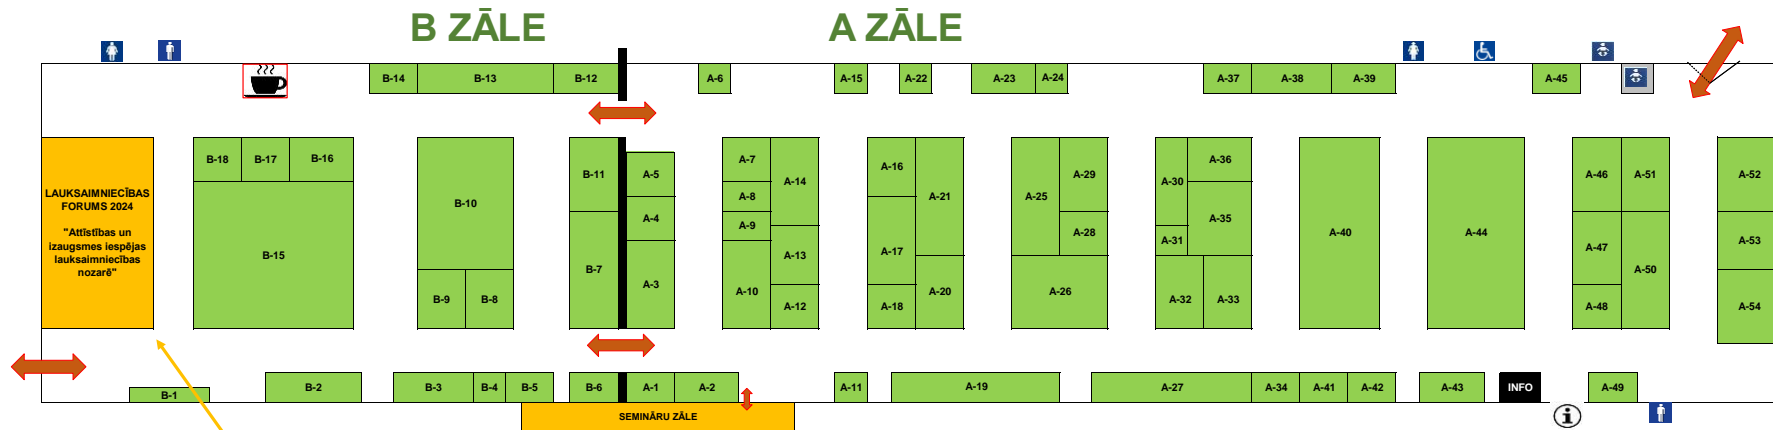 B ZĀLE
A ZĀLE
B-14
B-13
B-12
A-6
A-15
A-22
A-23
A-24
A-37
A-38
A-39
A-45
LAUKSAIMNIECĪBAS
FORUMS 2024
"Attīstības un
izaugsmes iespējas
lauksaimniecības
nozarē"
B-18
B-17
B-16
B-15
B-10
B-9
B-8
B-11
B-7
A-5
A-4
A-3
A-7
A-8
A-9
A-10
A-14
A-13
A-12
A-16
A-17
A-18
A-21
A-20
A-25
A-29
A-28
A-26
A-30
A-31
A-36
A-35
A-32
A-33
A-40
A-44
A-46
A-47
A-48
A-51
A-50
A-52
A-53
A-54
B-1
B-2
B-3
B-4
B-5
B-6
A-1
A-2
A-11
A-19
A-27
A-34
A-41
A-42
A-43
INFO
A-49
SEMINĀRU ZĀLE
i